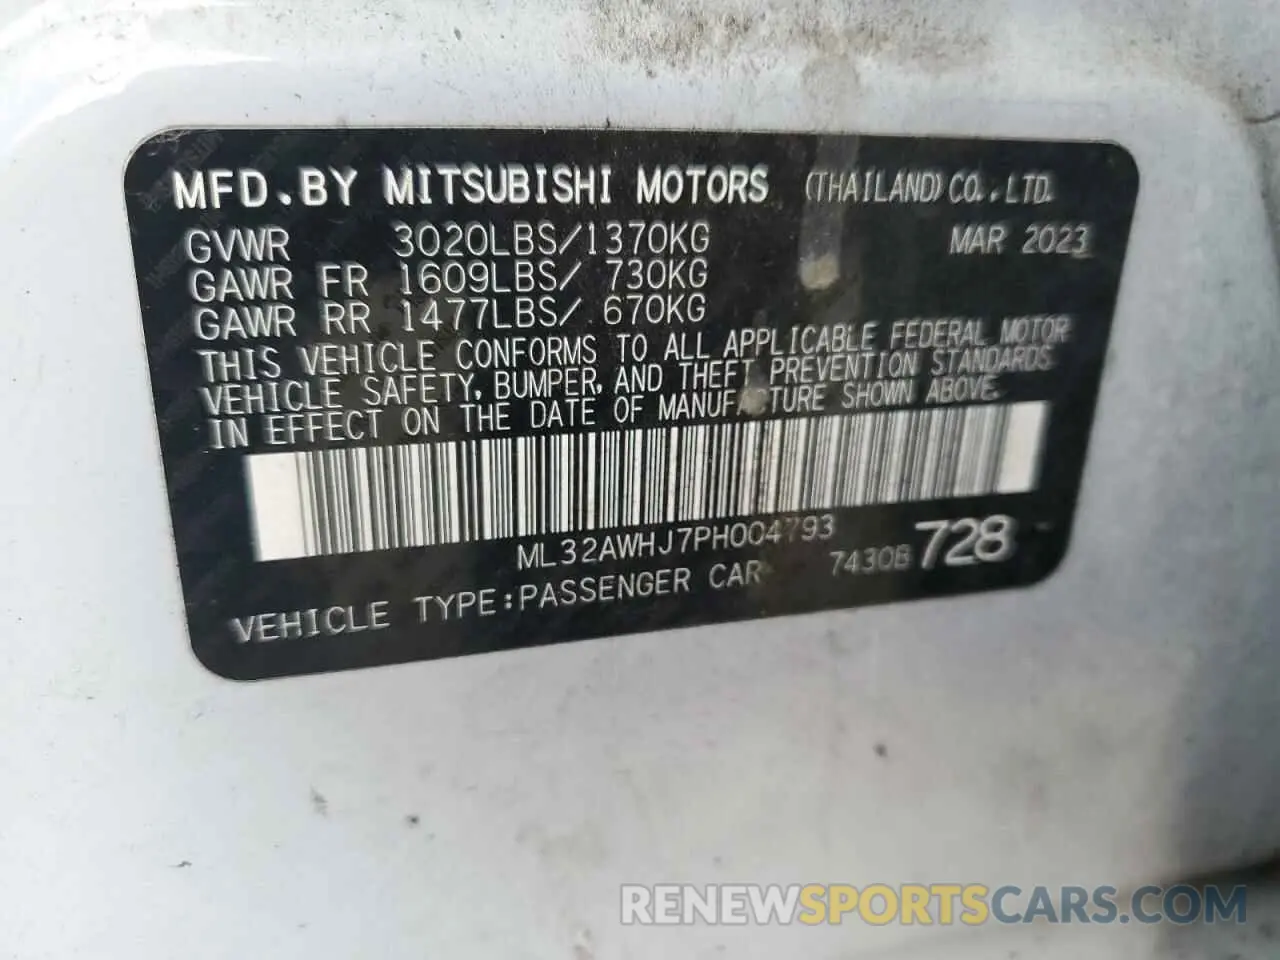 MFD.BY MITSUBISHI MOTORS (THAILAND) CO.,LTD.
GVWR 3020LBS/1370KG MAR 2023
GAWR FR 1609LBS/ 730KG
GAWR RR 1477LBS/ 670KG
THIS VEHICLE CONFORMS TO ALL APPLICABLE FEDERAL MOTOR
VEHICLE SAFETY, BUMPER, AND THEFT PREVENTION STANDARDS
IN EFFECT ON THE DATE OF MANUFACTURE SHOWN ABOVE.
ML32AWHJ7PH004793
VEHICLE TYPE:PASSENGER CAR 7430B 728
RENEWSPORTSCARS.COM